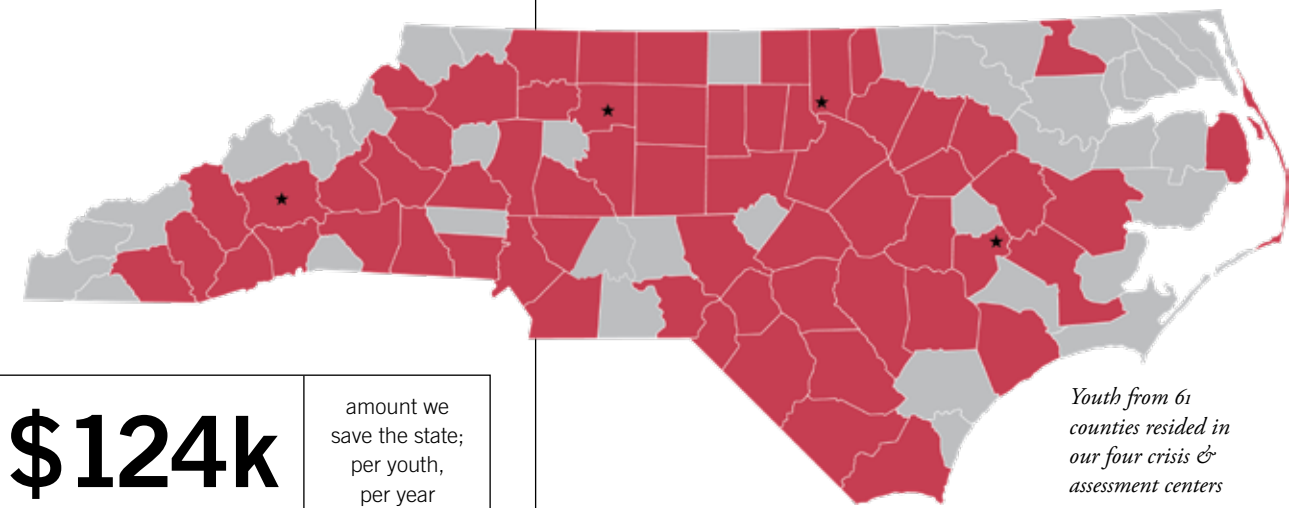 Youth from 61
counties resided in
our four crisis &
assessment centers
$124k
amount we
save the state;
per youth,
per year